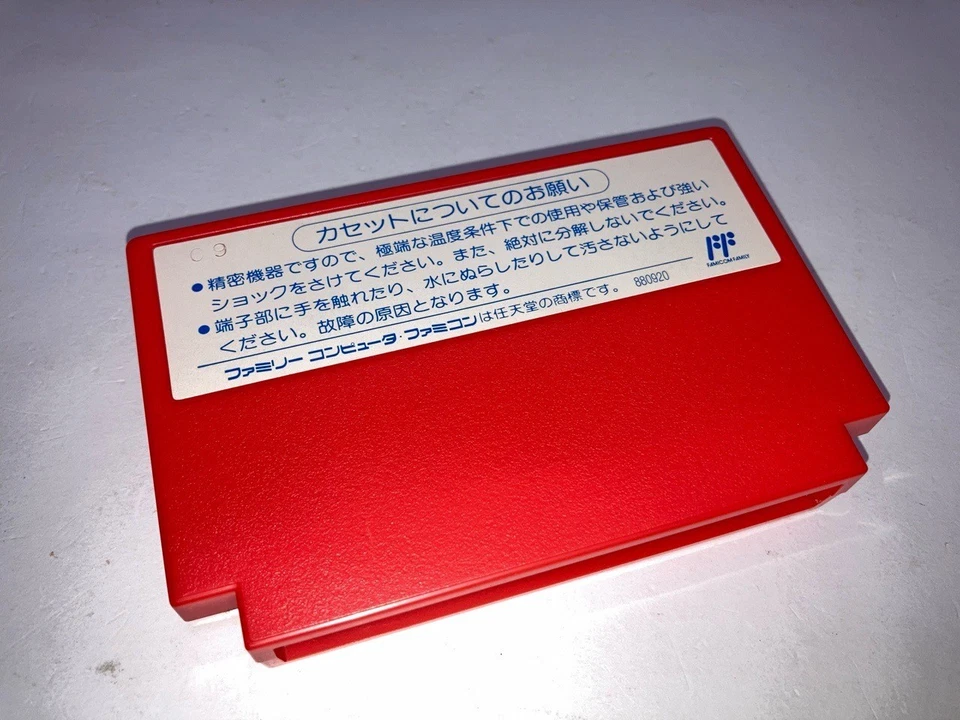 C 9
カセットについてのお願い
●精密機器ですので、極端な温度条件下での使用や保管および強い
ショックをさけてください。また、絶対に分解しないでください。
●端子部に手を触れたり、水にぬらしたりして汚さないようにして
ください。故障の原因となります。
FAMICOM FAMILY
ファミリー コンピュータ・ファミコンは任天堂の商標です。 880920